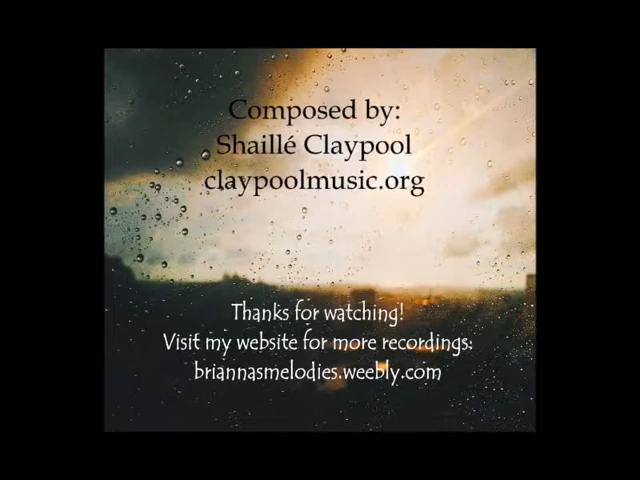 Composed by:
Shaillé Claypool
claypoolmusic.org
Thanks for watching!
Visit my website for more recordings:
briannasmelodies.weebly.com